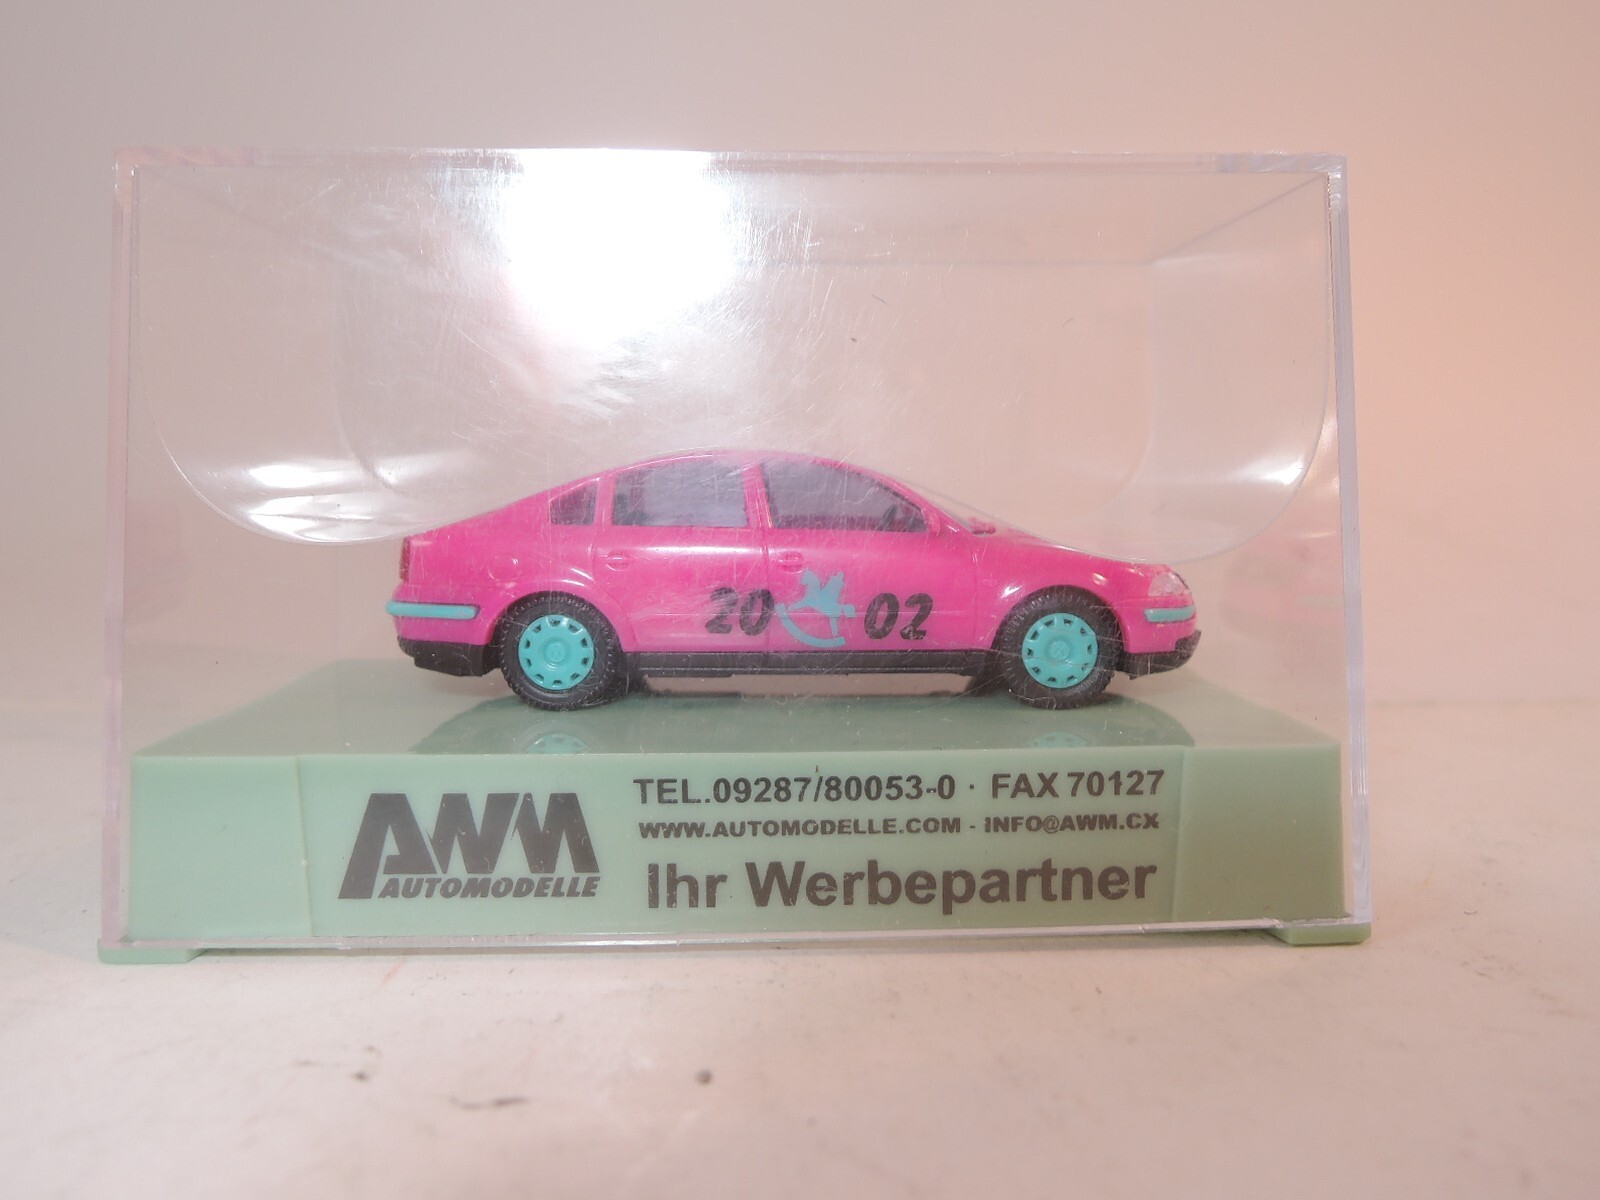 20 02
AWM
AUTOMODELLE
TEL.09287/80053-0 · FAX 70127
WWW.AUTOMODELLE.COM - INFO@AWM.CX
Ihr Werbepartner